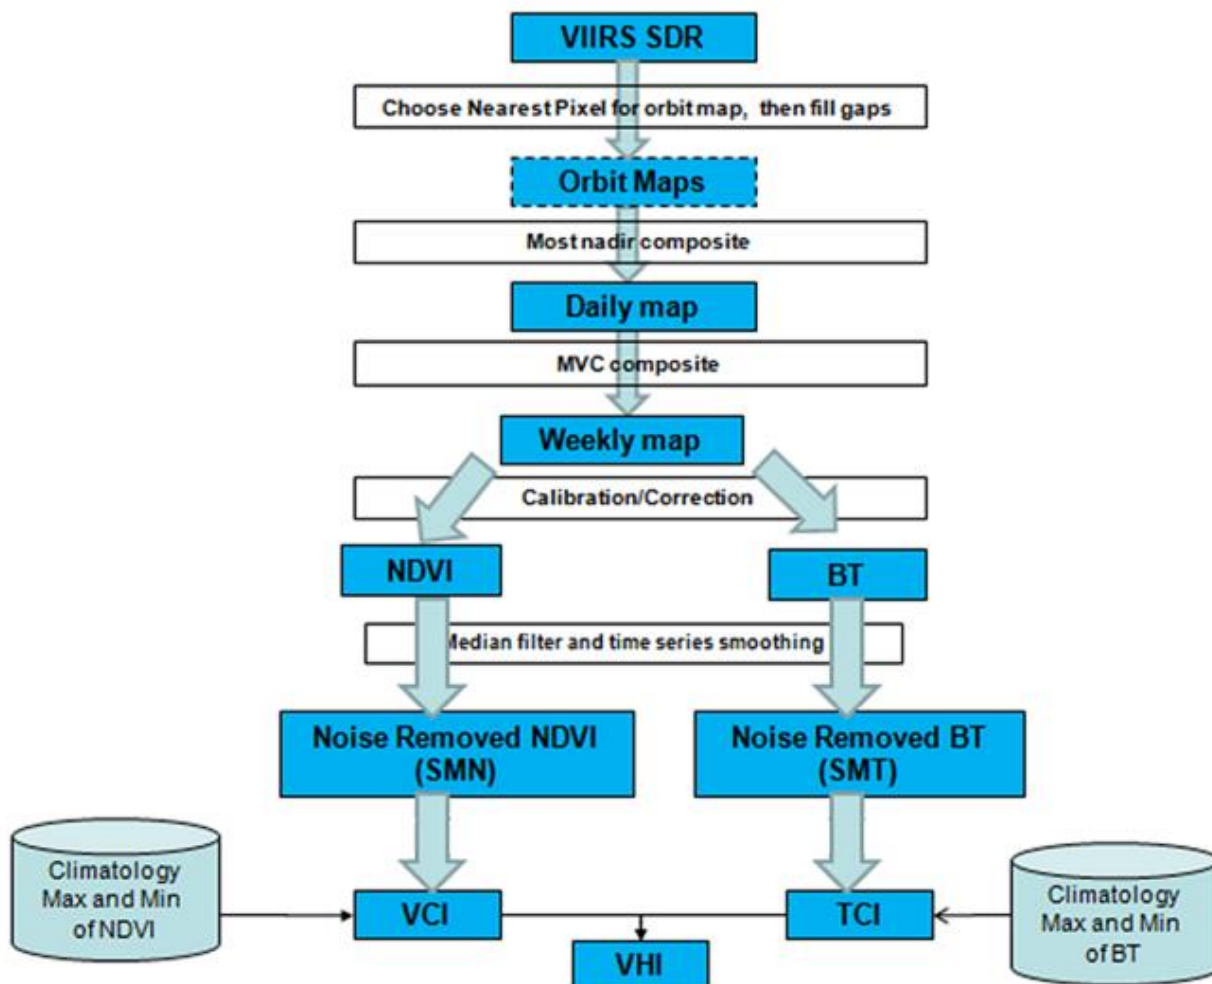 VIIRS SDR
Choose Nearest Pixel for orbit map, then fill gaps
Orbit Maps
Most nadir composite
Daily map
MVC composite
Weekly map
Calibration/Correction
NDVI
BT
Median filter and time series smoothing
Noise Removed NDVI
(SMN)
Noise Removed BT
(SMT)
Climatology
Max and Min
of NDVI
VCI
TCI
Climatology
Max and Min
of BT
VHI